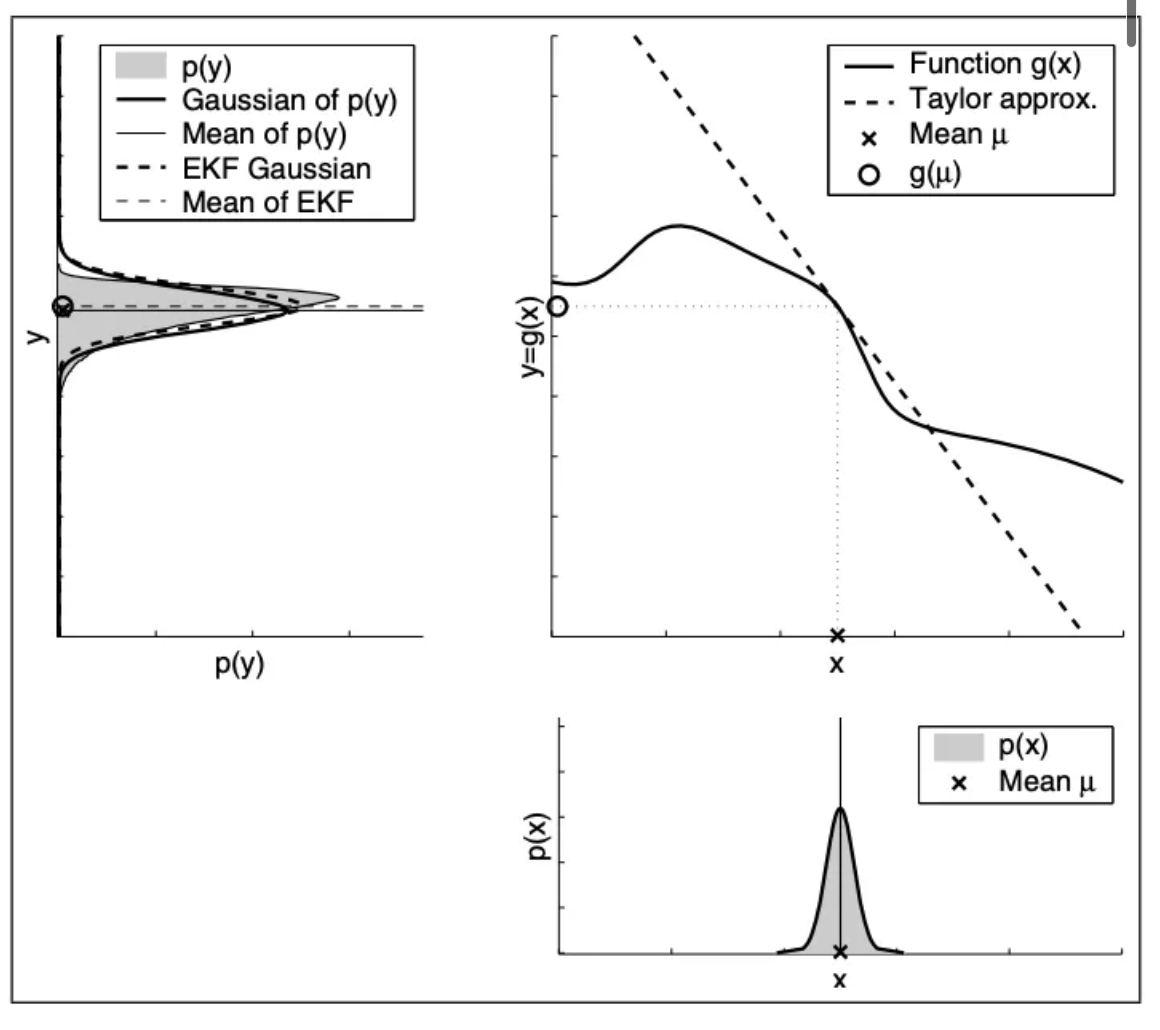 p(y)
Gaussian of p(y)
Mean of p(y)
EKF Gaussian
Mean of EKF
y
p(y)
Function g(x)
Taylor approx.
Mean μ
g(μ)
y=g(x)
x
p(x)
Mean μ
p(x)
x